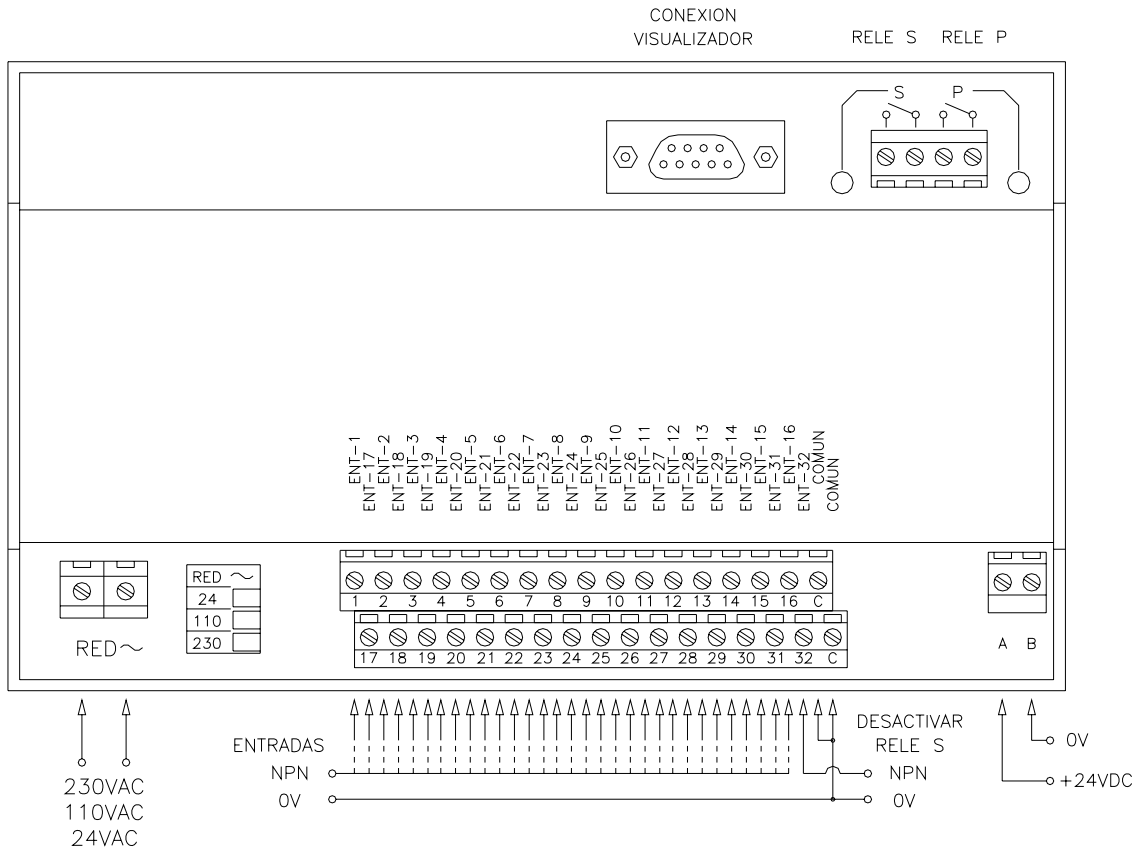 CONEXION
VISUALIZADOR
RELE S RELE P
S P
ENT-1
ENT-17
ENT-2
ENT-18
ENT-3
ENT-19
ENT-4
ENT-20
ENT-5
ENT-21
ENT-6
ENT-22
ENT-7
ENT-23
ENT-8
ENT-24
ENT-9
ENT-25
ENT-10
ENT-26
ENT-11
ENT-27
ENT-12
ENT-28
ENT-13
ENT-29
ENT-14
ENT-30
ENT-15
ENT-31
ENT-16
ENT-32
COMUN
COMUN
RED ~
24
110
230
RED ~
1 2 3 4 5 6 7 8 9 10 11 12 13 14 15 16 C
17 18 19 20 21 22 23 24 25 26 27 28 29 30 31 32 C
A B
230VAC
110VAC
24VAC
ENTRADAS
NPN
0V
DESACTIVAR
RELE S
NPN
0V
0V
+24VDC